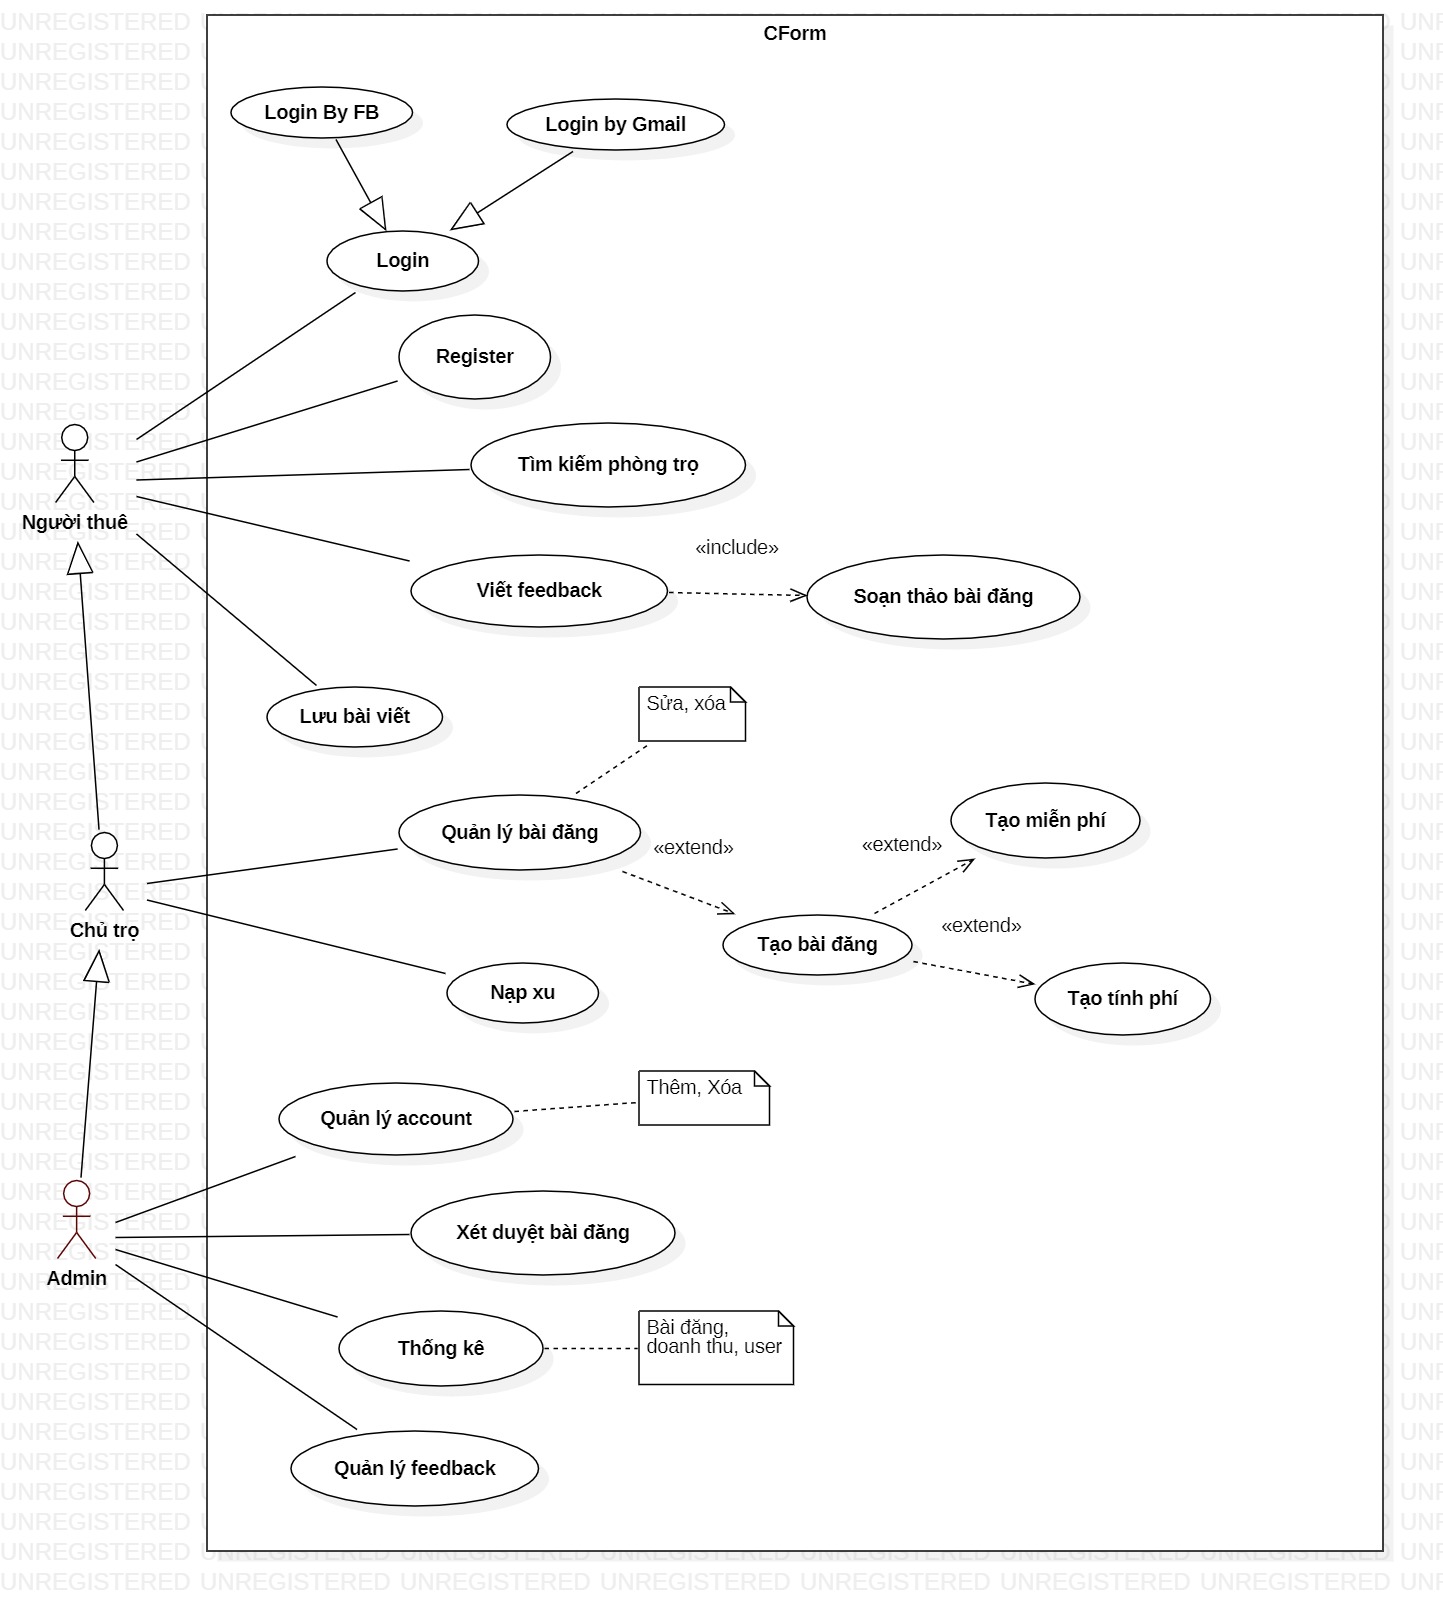 CForm
Login By FB
Login by Gmail
Login
Register
Tìm kiếm phòng trọ
Người thuê
«include»
Viết feedback
Soạn thảo bài đăng
Sửa, xóa
Lưu bài viết
Tạo miễn phí
Quản lý bài đăng
«extend»
«extend»
Chủ trọ
«extend»
Tạo bài đăng
Nạp xu
Tạo tính phí
Thêm, Xóa
Quản lý account
Xét duyệt bài đăng
Admin
Bài đăng,
doanh thu, user
Thống kê
Quản lý feedback
UNREGISTERED UNREGISTERED UNREGISTERED UNREGISTERED UNREGISTERED UNREGISTERED UNREGISTERED UNR